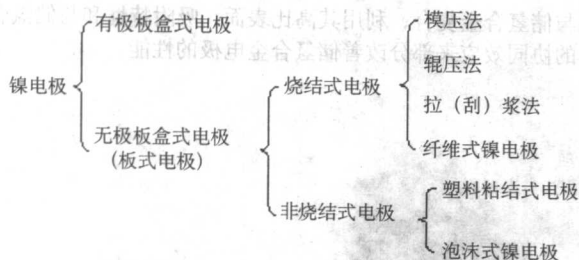 有极板盒式电极
镍电极
无极板盒式电极
(板式电极)
烧结式电极
模压法
辊压法
拉（刮）浆法
纤维式镍电极
非烧结式电极
塑料粘结式电极
泡沫式镍电极